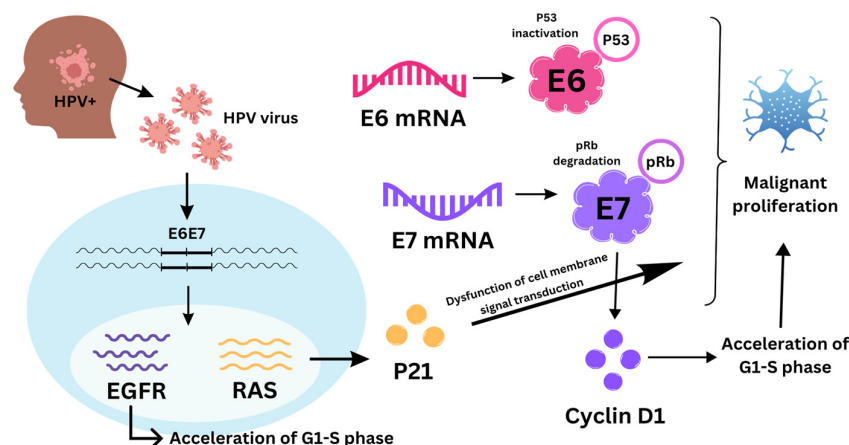 HPV+
HPV virus
E6E7
EGFR
RAS
Acceleration of G1-S phase
P21
Dysfunction of cell membrane
signal transduction
E6 mRNA
P53
inactivation
E6
P53
E7 mRNA
pRb
degradation
E7
pRb
Cyclin D1
Acceleration of
G1-S phase
Malignant
proliferation